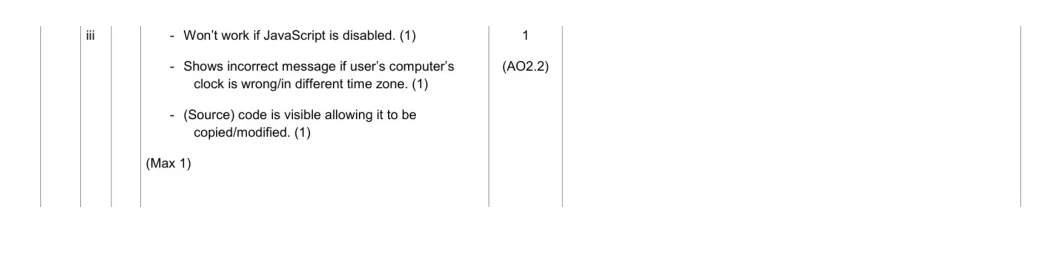 iii - Won't work if JavaScript is disabled. (1) 1
- Shows incorrect message if user's computer's (AO2.2)
clock is wrong/in different time zone. (1)
- (Source) code is visible allowing it to be
copied/modified. (1)
(Max 1)